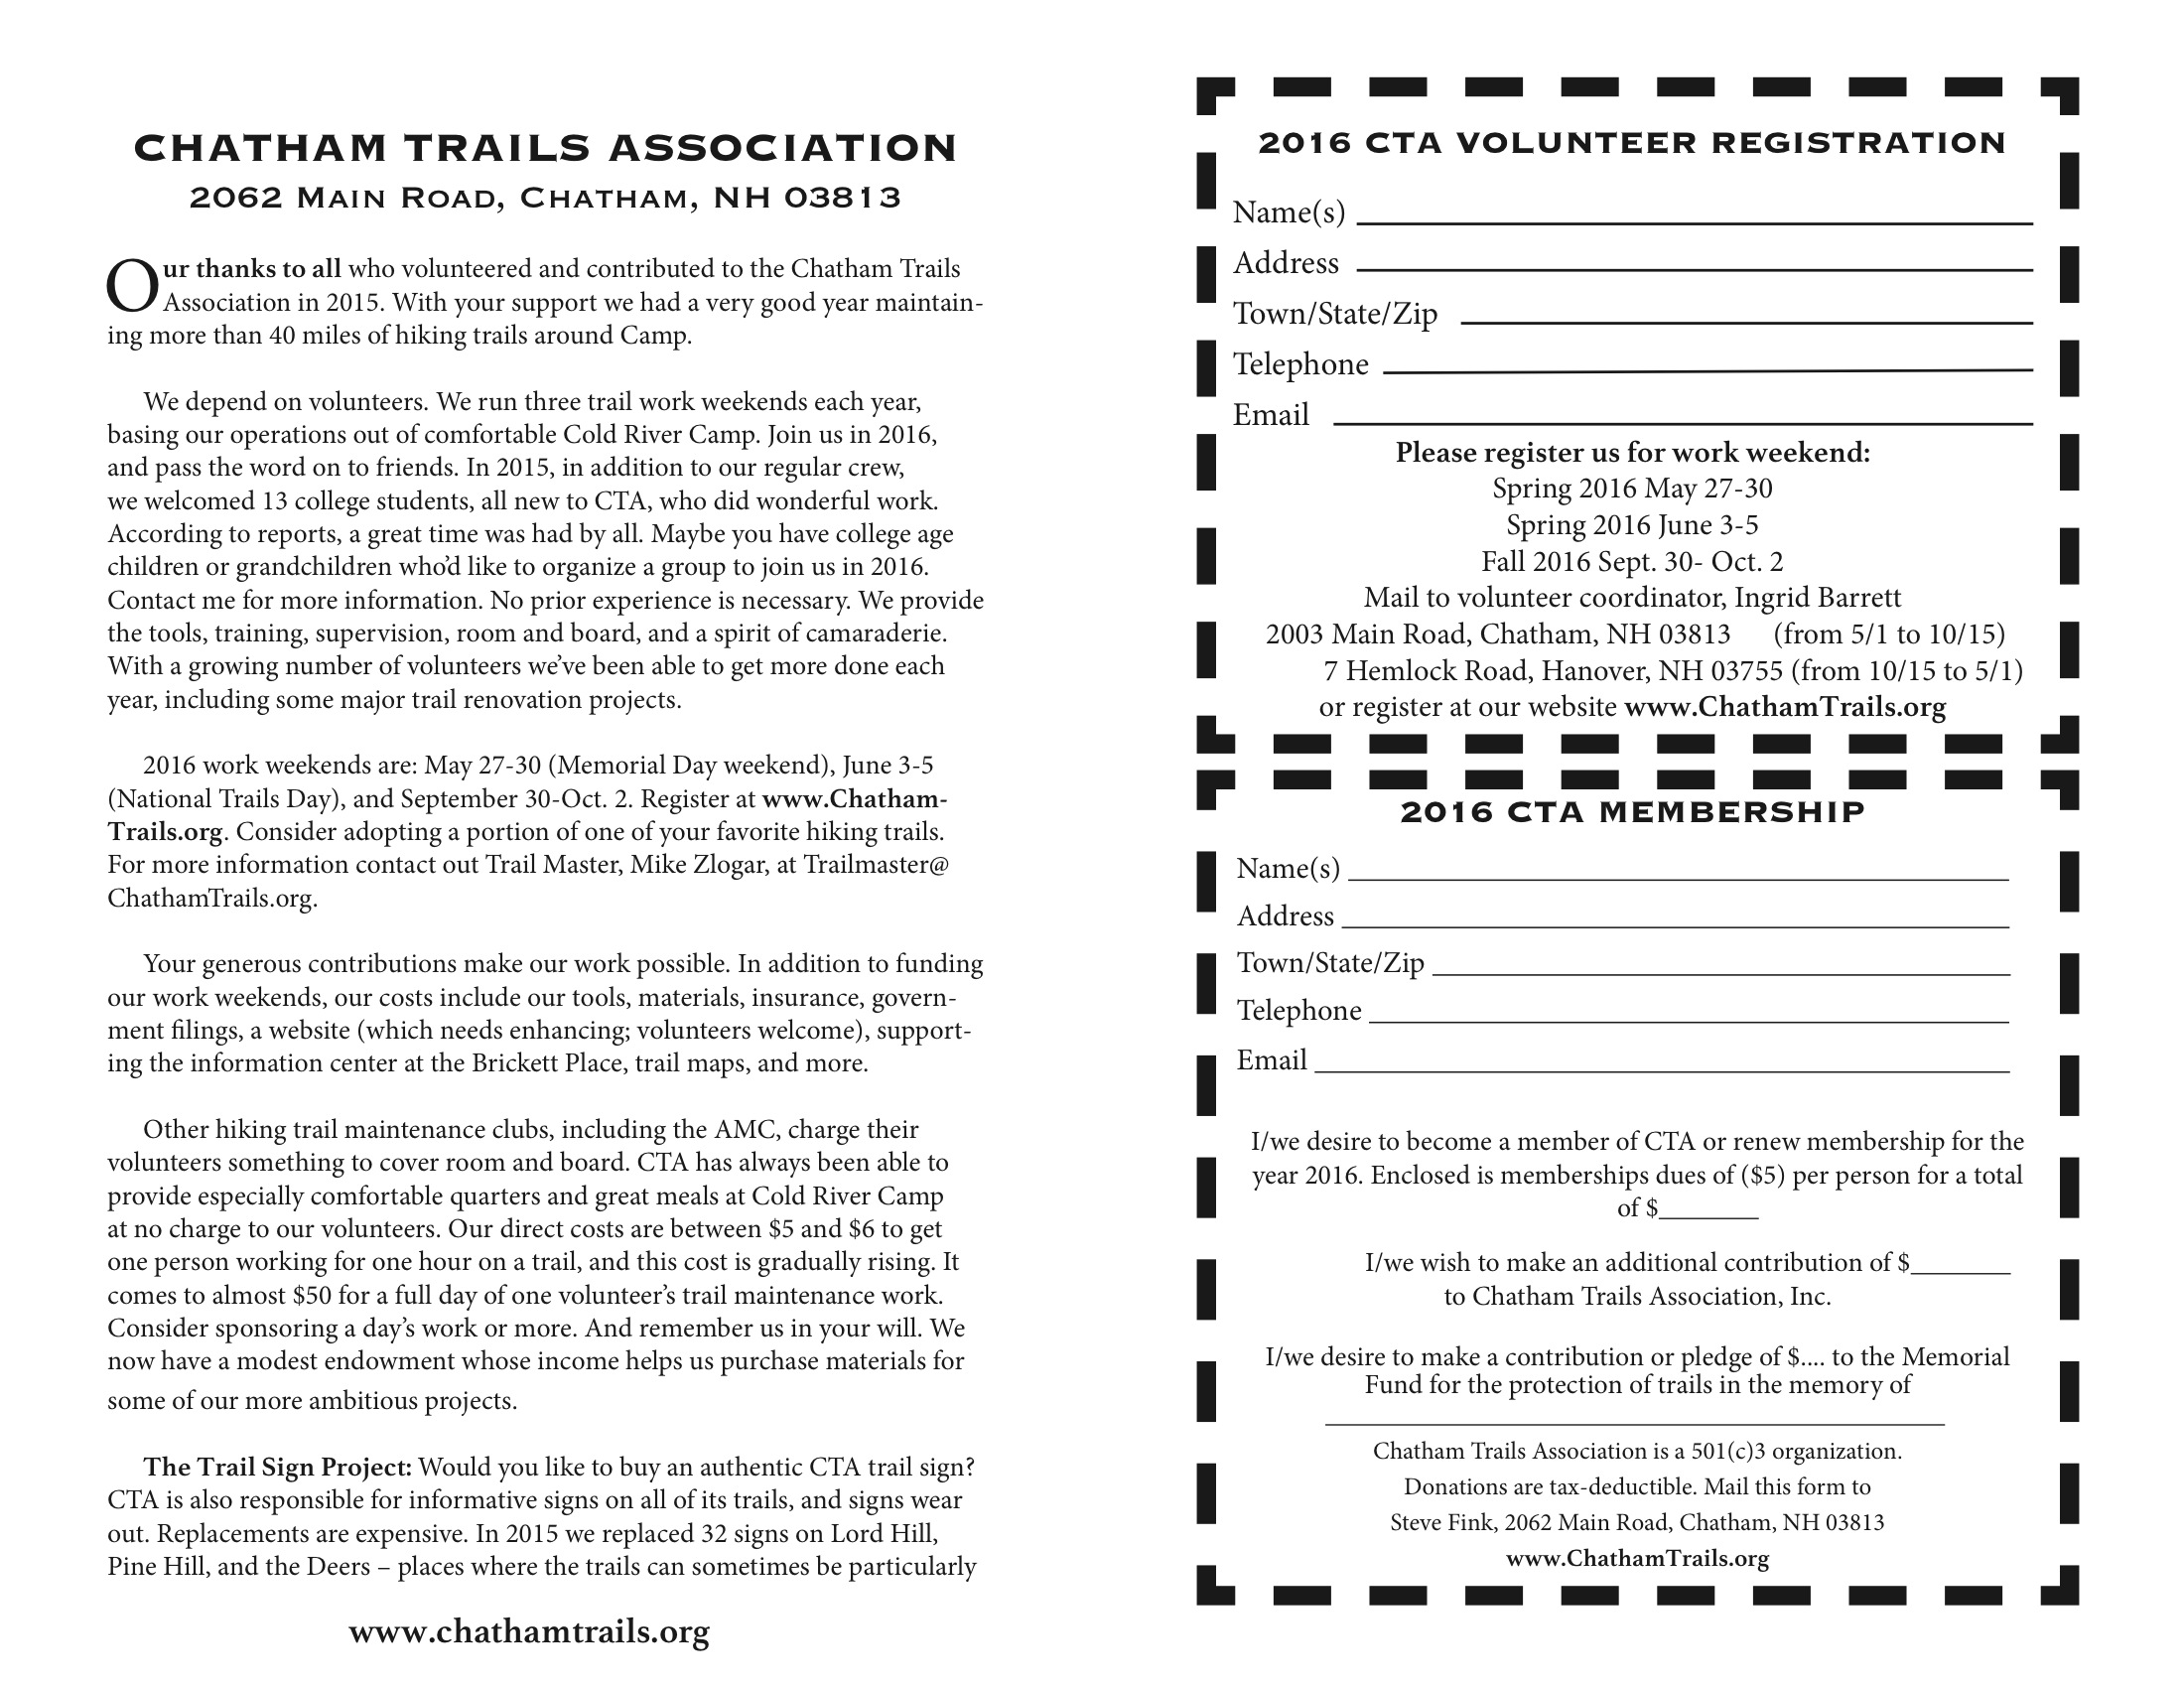 CHATHAM TRAILS ASSOCIATION
2062 Main Road, Chatham, NH 03813
Our thanks to all who volunteered and contributed to the Chatham Trails
Association in 2015. With your support we had a very good year maintain-
ing more than 40 miles of hiking trails around Camp.
We depend on volunteers. We run three trail work weekends each year,
basing our operations out of comfortable Cold River Camp. Join us in 2016,
and pass the word on to friends. In 2015, in addition to our regular crew,
we welcomed 13 college students, all new to CTA, who did wonderful work.
According to reports, a great time was had by all. Maybe you have college age
children or grandchildren who’d like to organize a group to join us in 2016.
Contact me for more information. No prior experience is necessary. We provide
the tools, training, supervision, room and board, and a spirit of camaraderie.
With a growing number of volunteers we’ve been able to get more done each
year, including some major trail renovation projects.
2016 work weekends are: May 27-30 (Memorial Day weekend), June 3-5
(National Trails Day), and September 30-Oct. 2. Register at www.Chatham-
Trails.org. Consider adopting a portion of one of your favorite hiking trails.
For more information contact out Trail Master, Mike Zlogar, at Trailmaster@
ChathamTrails.org.
Your generous contributions make our work possible. In addition to funding
our work weekends, our costs include our tools, materials, insurance, govern-
ment filings, a website (which needs enhancing; volunteers welcome), support-
ing the information center at the Brickett Place, trail maps, and more.
Other hiking trail maintenance clubs, including the AMC, charge their
volunteers something to cover room and board. CTA has always been able to
provide especially comfortable quarters and great meals at Cold River Camp
at no charge to our volunteers. Our direct costs are between $5 and $6 to get
one person working for one hour on a trail, and this cost is gradually rising. It
comes to almost $50 for a full day of one volunteer’s trail maintenance work.
Consider sponsoring a day’s work or more. And remember us in your will. We
now have a modest endowment whose income helps us purchase materials for
some of our more ambitious projects.
The Trail Sign Project: Would you like to buy an authentic CTA trail sign?
CTA is also responsible for informative signs on all of its trails, and signs wear
out. Replacements are expensive. In 2015 we replaced 32 signs on Lord Hill,
Pine Hill, and the Deers – places where the trails can sometimes be particularly
www.chathamtrails.org
2016 CTA VOLUNTEER REGISTRATION
Name(s)
Address
Town/State/Zip
Telephone
Email
Please register us for work weekend:
Spring 2016 May 27-30
Spring 2016 June 3-5
Fall 2016 Sept. 30- Oct. 2
Mail to volunteer coordinator, Ingrid Barrett
2003 Main Road, Chatham, NH 03813 (from 5/1 to 10/15)
7 Hemlock Road, Hanover, NH 03755 (from 10/15 to 5/1)
or register at our website www.ChathamTrails.org
2016 CTA MEMBERSHIP
Name(s)
Address
Town/State/Zip
Telephone
Email
I/we desire to become a member of CTA or renew membership for the
year 2016. Enclosed is memberships dues of ($5) per person for a total
of $_______
I/we wish to make an additional contribution of $_______
to Chatham Trails Association, Inc.
I/we desire to make a contribution or pledge of $.... to the Memorial
Fund for the protection of trails in the memory of
Chatham Trails Association is a 501(c)3 organization.
Donations are tax-deductible. Mail this form to
Steve Fink, 2062 Main Road, Chatham, NH 03813
www.ChathamTrails.org